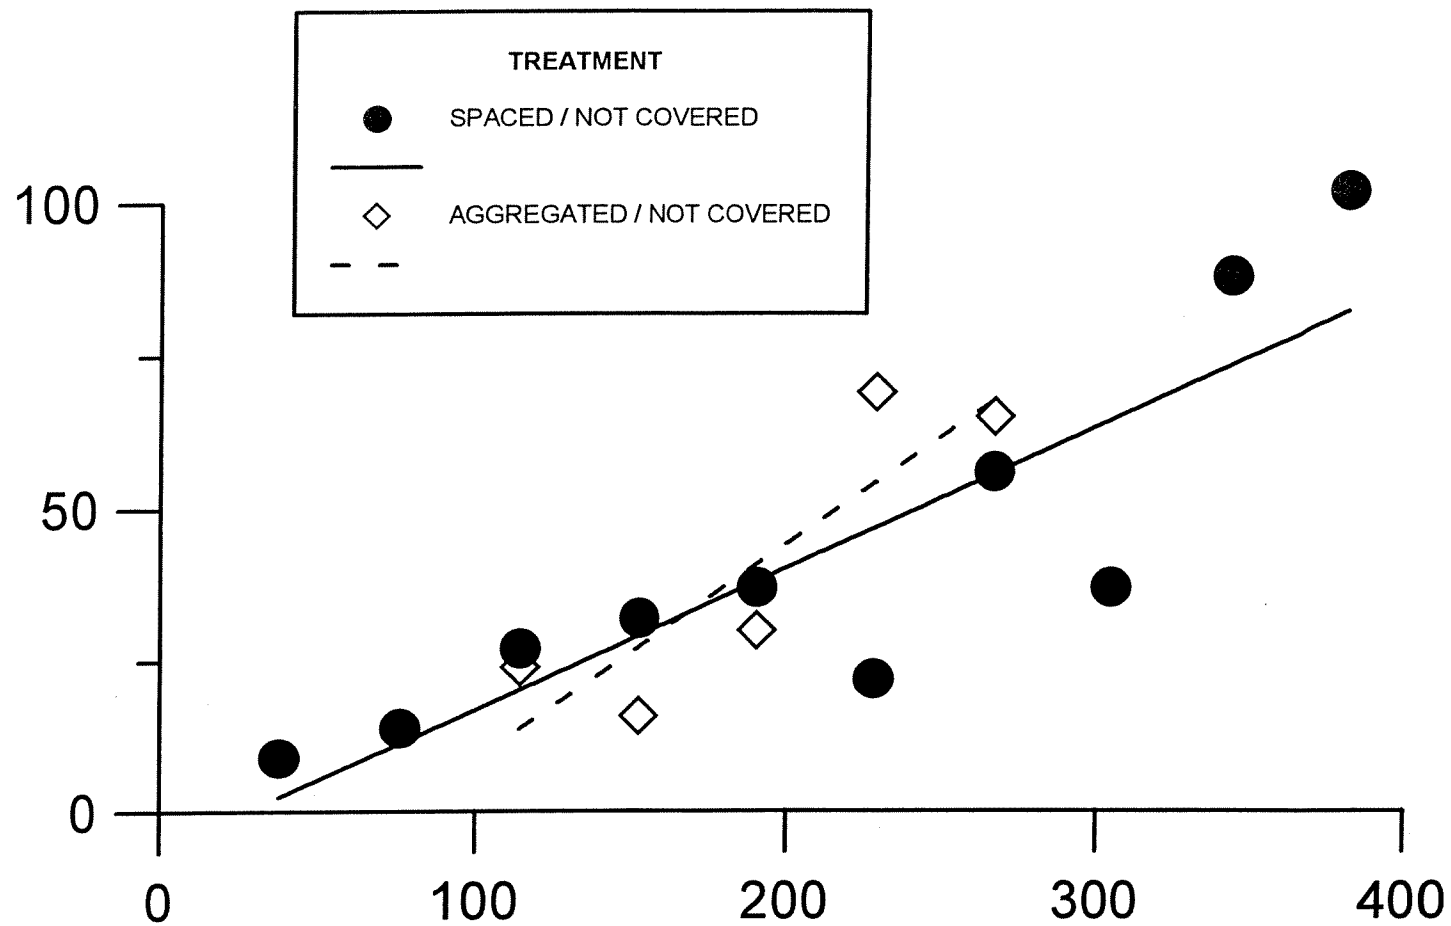 TREATMENT
SPACED / NOT COVERED
AGGREGATED / NOT COVERED
100
50
0
0 100 200 300 400